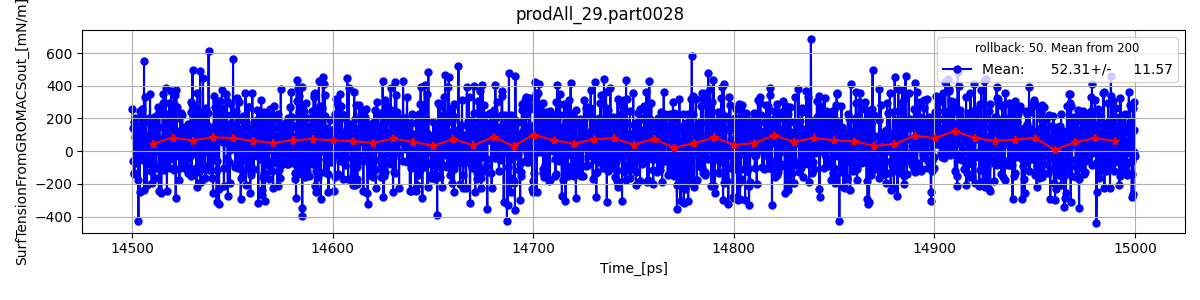 prodAll_29.part0028
SurfTensionFromGROMACSout_[mN/m]
600
400
200
0
−200
−400
rollback: 50. Mean from 200
Mean: 52.31+/- 11.57
14500 14600 14700 14800 14900 15000
Time_[ps]